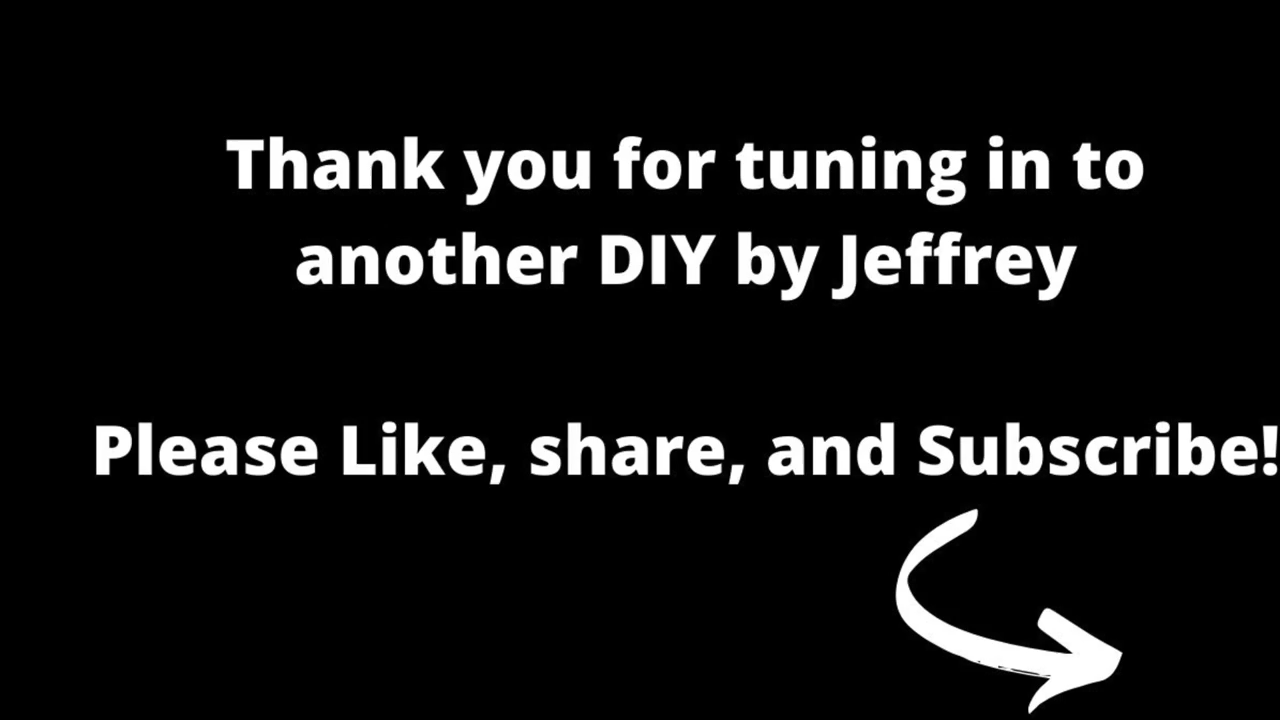 Thank you for tuning in to
another DIY by Jeffrey
Please Like, share, and Subscribe!